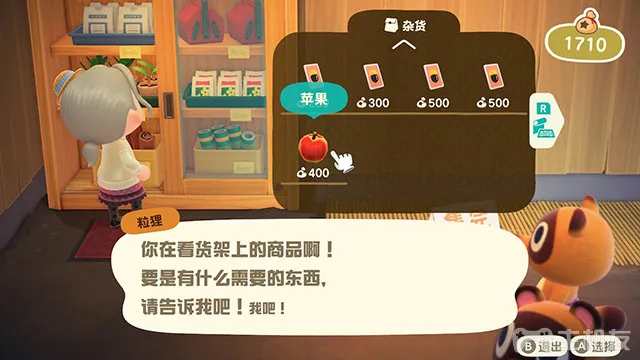 杂货
1710
R
苹果
300
500
500
400
粒狸
你在看货架上的商品啊！
要是有什么需要的东西，
请告诉我吧！我吧！
B 退出 A 选择